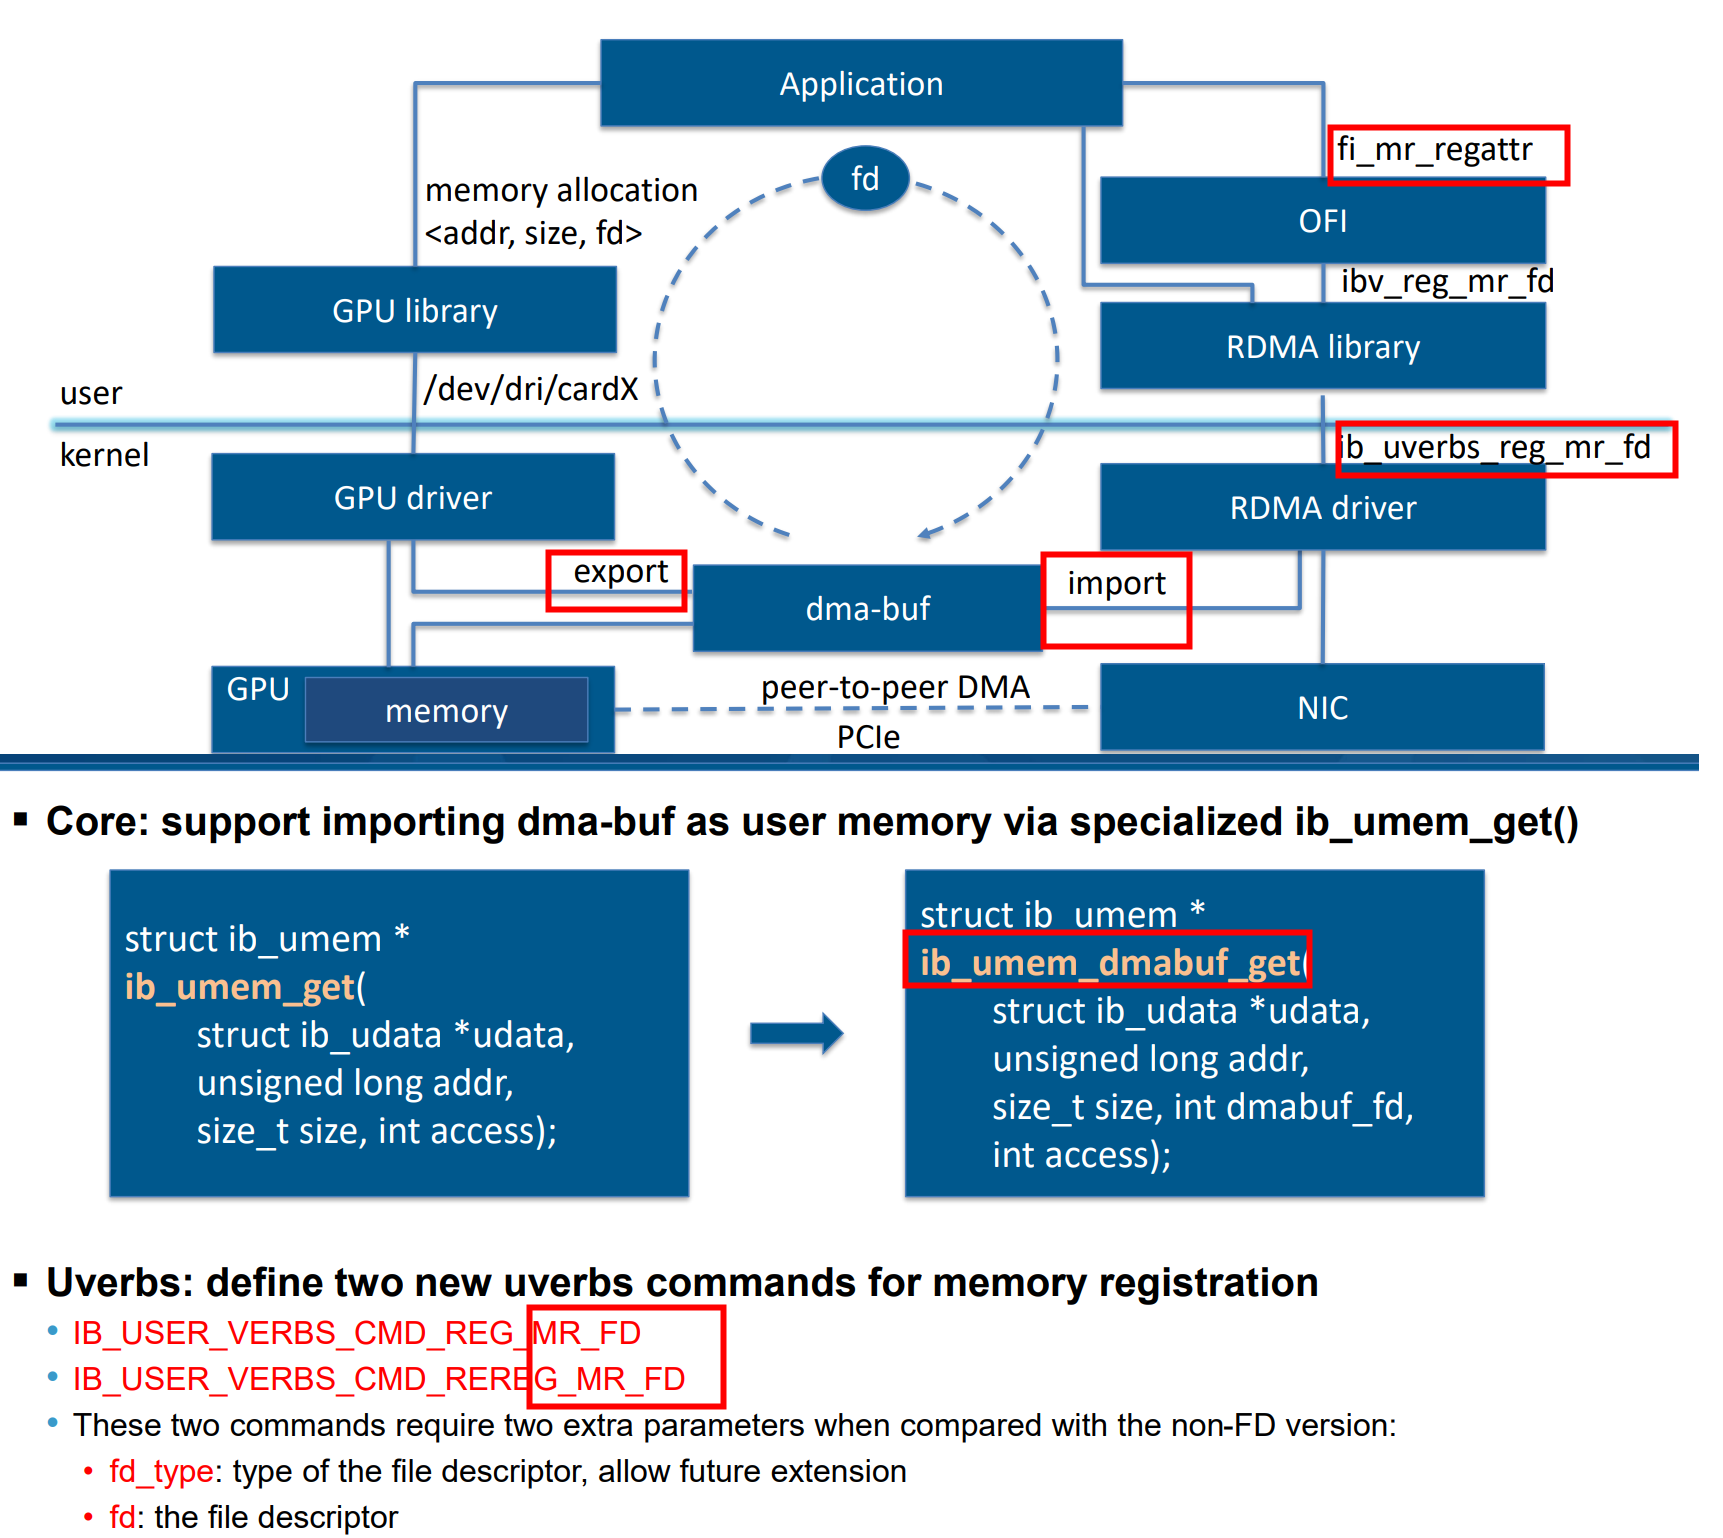 Application
fi_mr_regattr
fd
memory allocation
<addr, size, fd>
OFI
ibv_reg_mr_fd
GPU library
RDMA library
/dev/dri/cardX
user
kernel
ib_uverbs_reg_mr_fd
GPU driver
RDMA driver
export
import
dma-buf
GPU
memory
peer-to-peer DMA
PCIe
NIC
▪ Core: support importing dma-buf as user memory via specialized ib_umem_get()
struct ib_umem *
ib_umem_get(
struct ib_udata *udata,
unsigned long addr,
size_t size, int access);
struct ib_umem *
ib_umem_dmabuf_get(
struct ib_udata *udata,
unsigned long addr,
size_t size, int dmabuf_fd,
int access);
▪ Uverbs: define two new uverbs commands for memory registration
• IB_USER_VERBS_CMD_REG_MR_FD
• IB_USER_VERBS_CMD_REREG_MR_FD
• These two commands require two extra parameters when compared with the non-FD version:
• fd_type: type of the file descriptor, allow future extension
• fd: the file descriptor